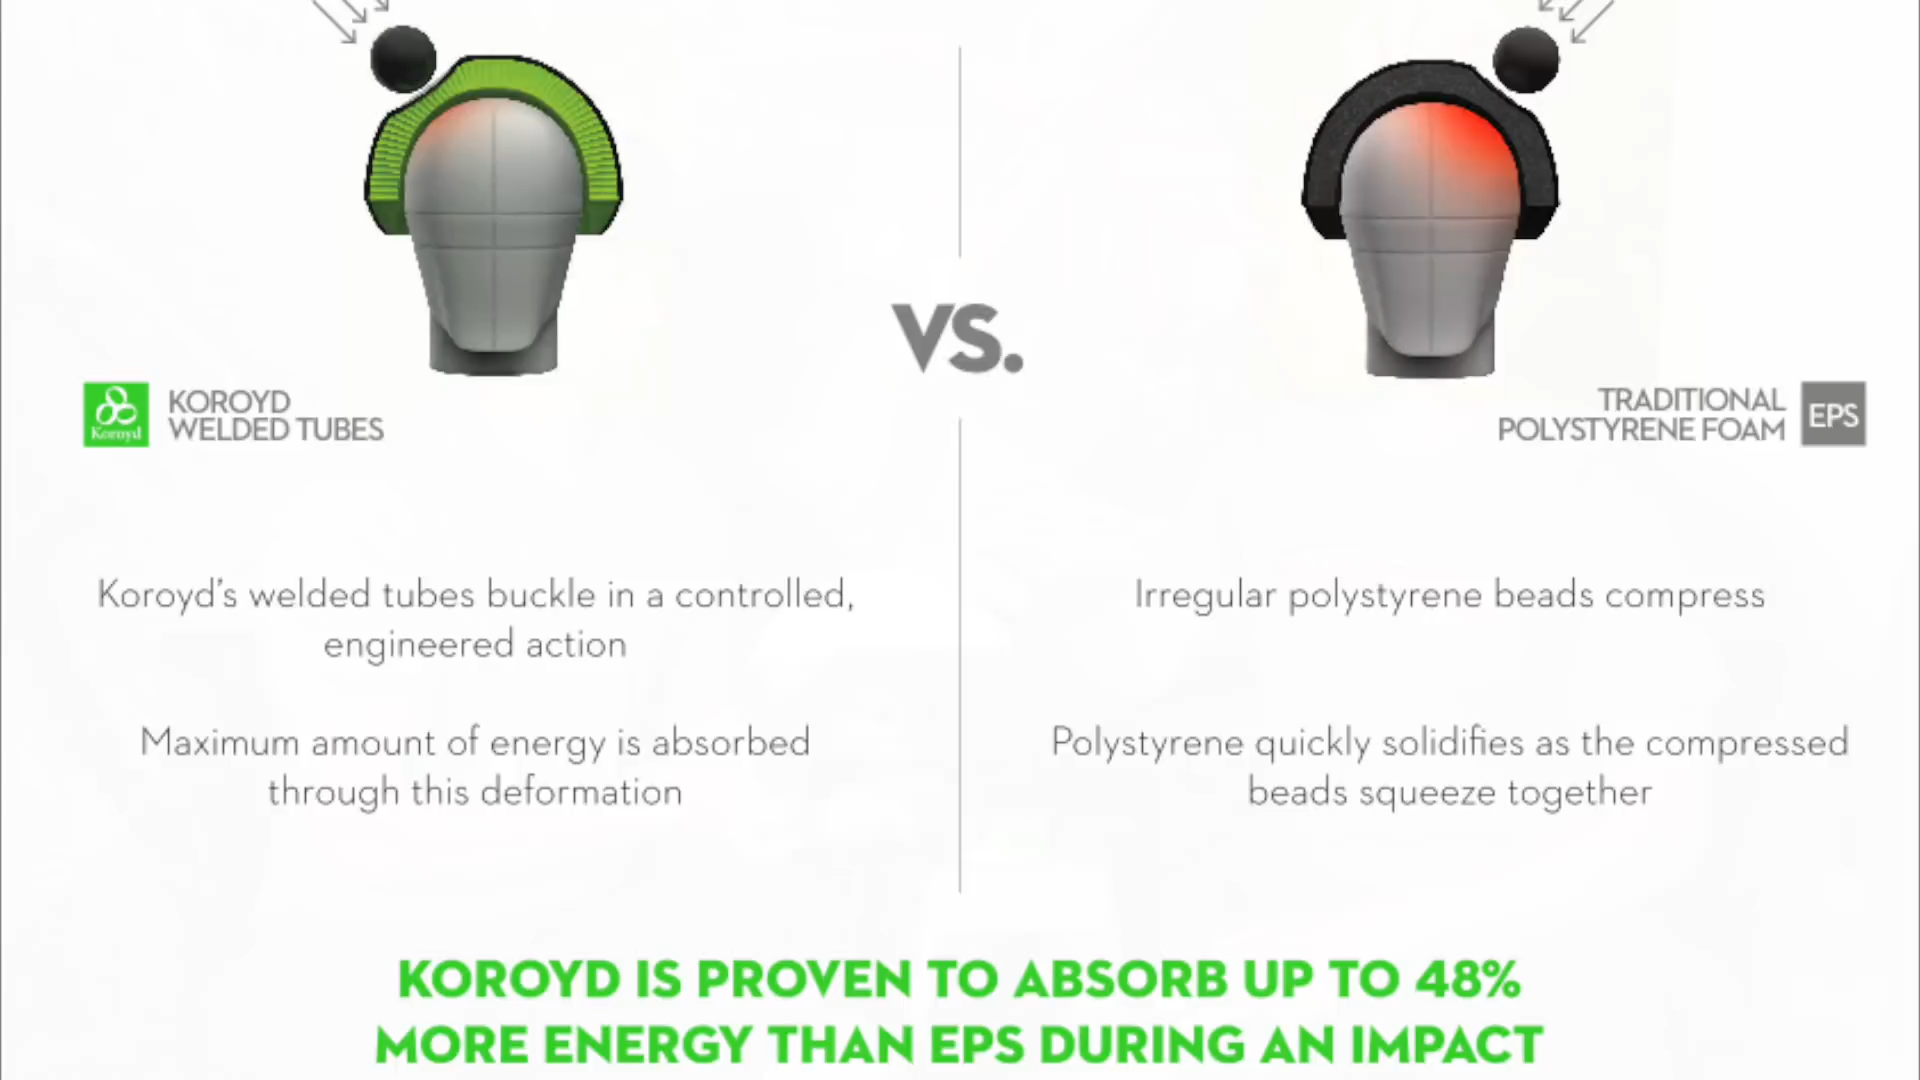 VS.
Koroyd
KOROYD
WELDED TUBES
TRADITIONAL
POLYSTYRENE FOAM
EPS
Koroyd's welded tubes buckle in a controlled,
engineered action
Maximum amount of energy is absorbed
through this deformation
Irregular polystyrene beads compress
Polystyrene quickly solidifies as the compressed
beads squeeze together
KOROYD IS PROVEN TO ABSORB UP TO 48%
MORE ENERGY THAN EPS DURING AN IMPACT